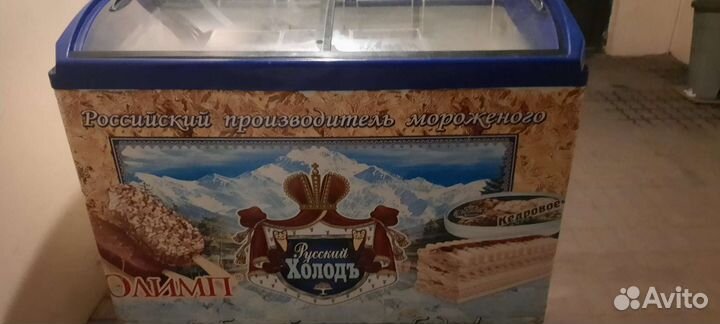 Российский производитель мороженого
Кедровое
Русский
Холодъ
ОЛИМП
Avito